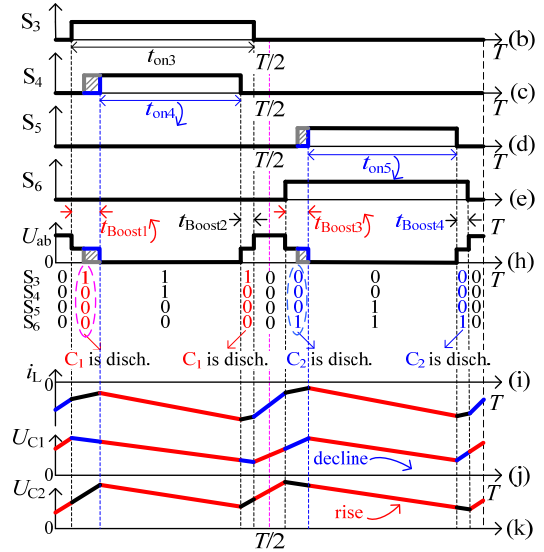 S3
(b)
ton3
T/2
T
S4
(c)
ton4
T/2
T
S5
(d)
T/2
ton5
T
S6
(e)
tBoost1
tBoost2
tBoost3
tBoost4
T
Uab
0
(h)
S3 0 1 1 1 0 0 0 0 0
S4 0 0 1 0 0 0 0 0 0
S5 0 0 0 0 0 0 1 0 0
S6 0 0 0 0 0 1 1 1 0
T
C1 is disch.
C1 is disch.
C2 is disch.
C2 is disch.
iL
0
(i)
T
UC1
decline
(j)
UC2
rise
T
0
T/2
(k)